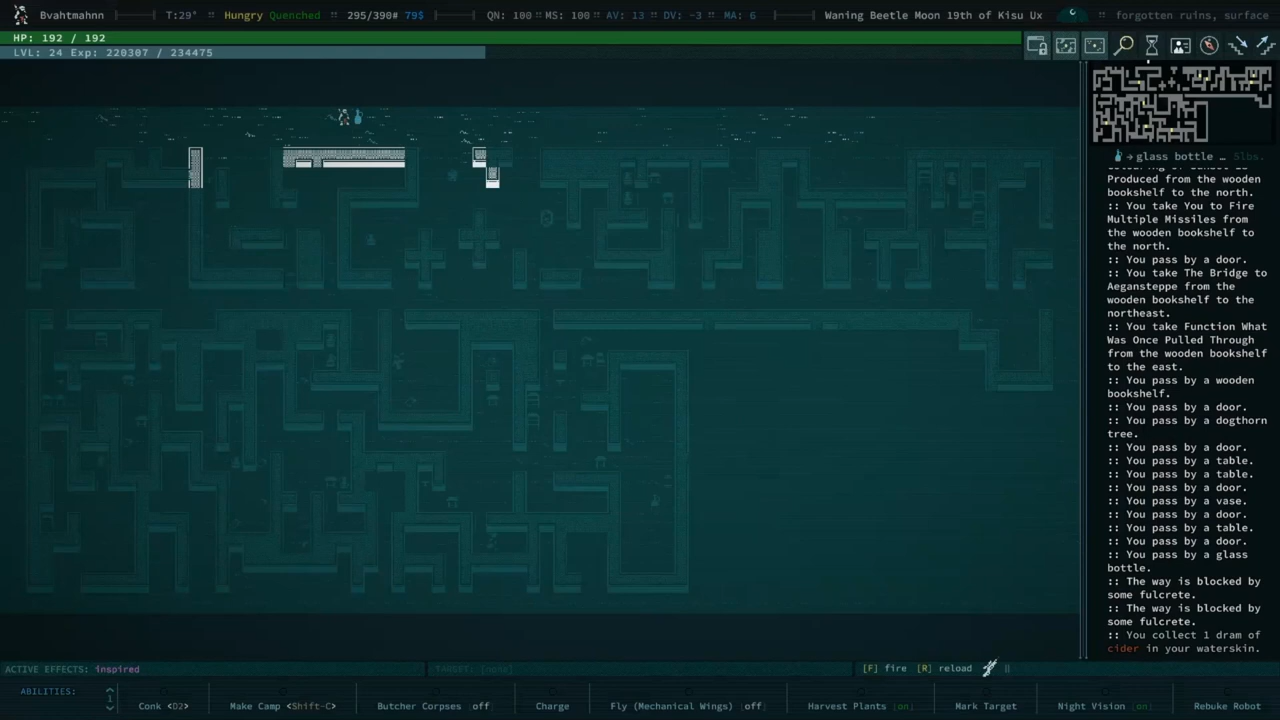 Bvahtmahnn T:29° :: Hungry Quenched :: 295/390# 79$ QN: 100 :: MS: 100 :: AV: 13 :: DV: -3 :: MA: 6 Waning Beetle Moon 19th of Kisu Ux :: forgotten ruins, surface
HP: 192 / 192
LVL: 24 Exp: 220307 / 234475
glass bottle … 5lbs.
Produced from the wooden
bookshelf to the north.
:: You take You to Fire
Multiple Missiles from
the wooden bookshelf to
the north.
:: You pass by a door.
:: You take The Bridge to
Aegansteppe from the
wooden bookshelf to the
northeast.
:: You take Function What
Was Once Pulled Through
from the wooden bookshelf
to the east.
:: You pass by a wooden
bookshelf.
:: You pass by a door.
:: You pass by a dogthorn
tree.
:: You pass by a door.
:: You pass by a table.
:: You pass by a table.
:: You pass by a door.
:: You pass by a vase.
:: You pass by a door.
:: You pass by a table.
:: You pass by a door.
:: You pass by a glass
bottle.
:: The way is blocked by
some fulcrete.
:: The way is blocked by
some fulcrete.
:: You collect 1 dram of
cider in your waterskin.
ACTIVE EFFECTS: inspired TARGET: [none] [F] fire [R] reload
ABILITIES: 1 Conk <D2> Make Camp <Shift-C> Butcher Corpses [off] Charge Fly (Mechanical Wings) [off] Harvest Plants [on] Mark Target Night Vision [on] Rebuke Robot